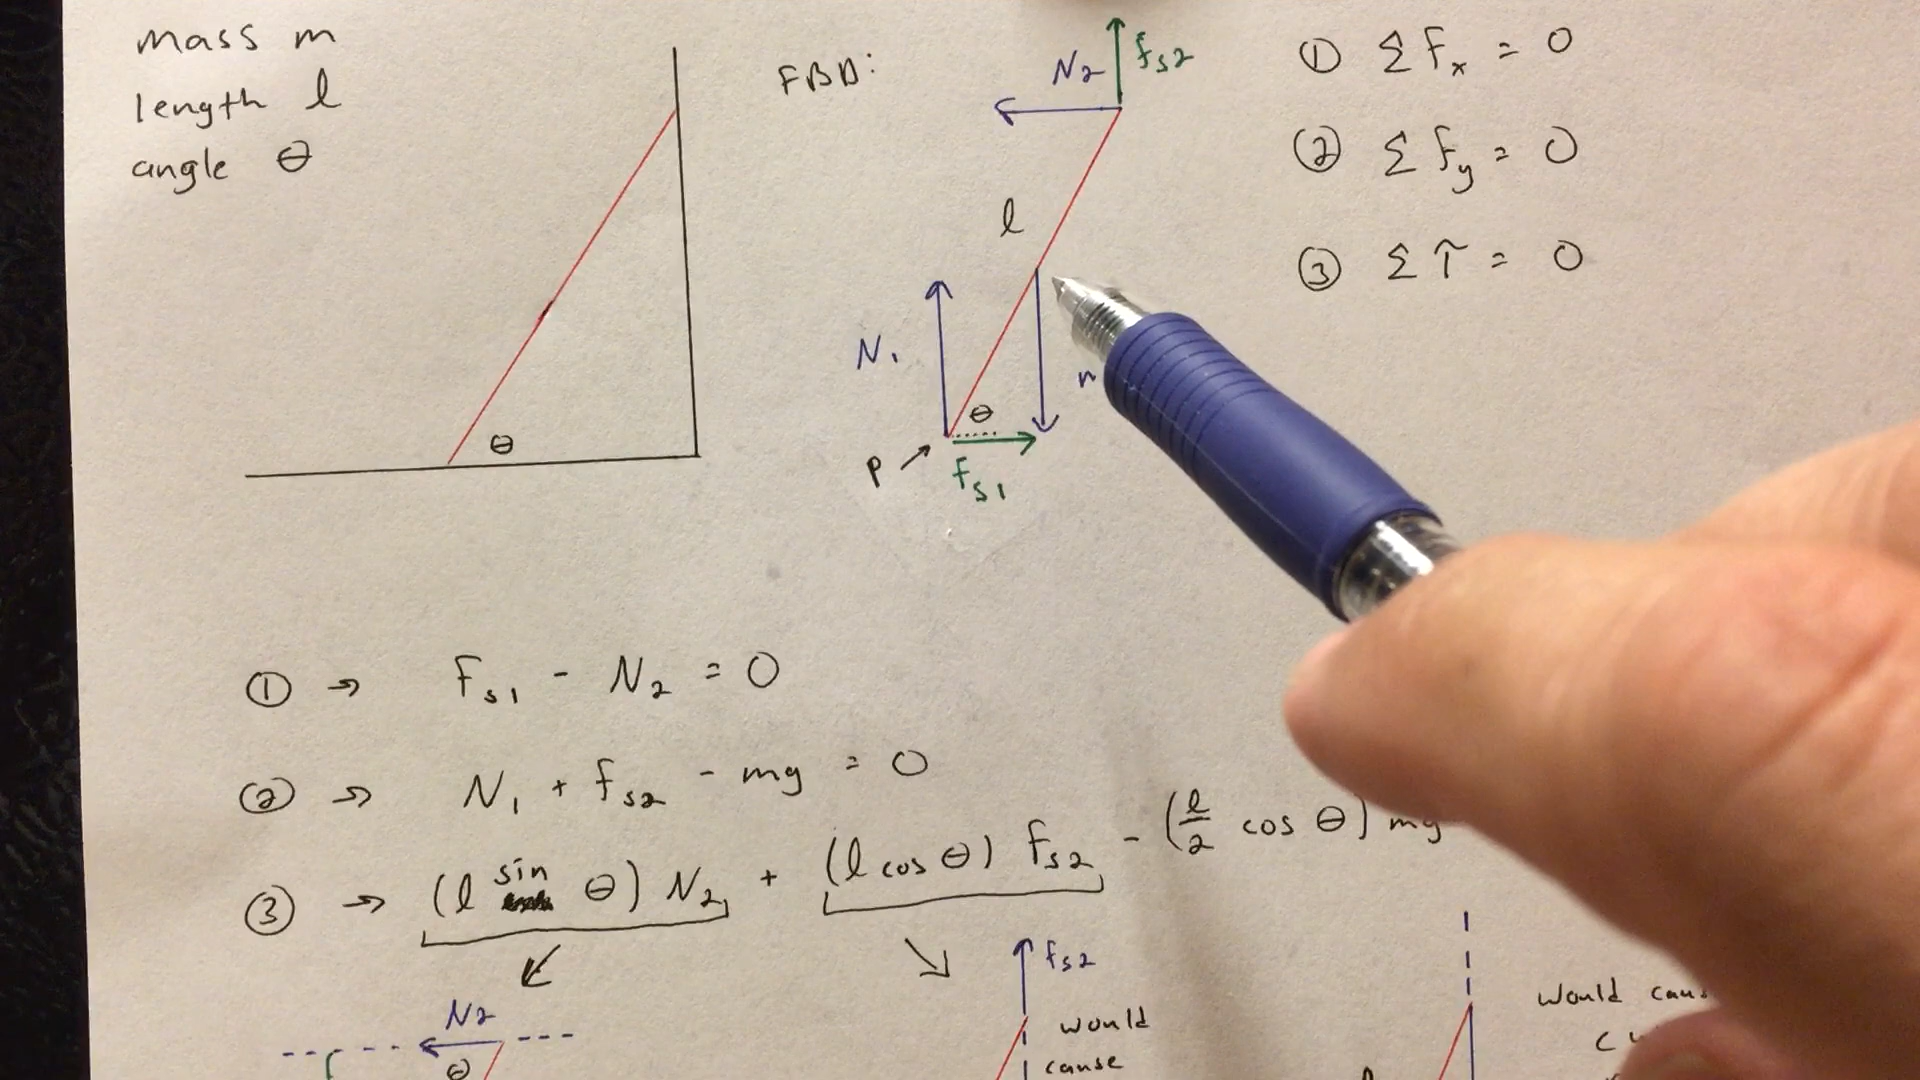 mass m
length l
angle θ
θ
FBD:
N2 fs2
l
N1
θ
P
fs1
① ΣFx = 0
② ΣFy = 0
③ Στ = 0
① → Fs1 - N2 = 0
② → N1 + fs2 - mg = 0
③ → (l sin θ) N2 + (l cos θ) Fs2 - (l/2 cos θ) mg
N2
θ
fs2
would
cause
would